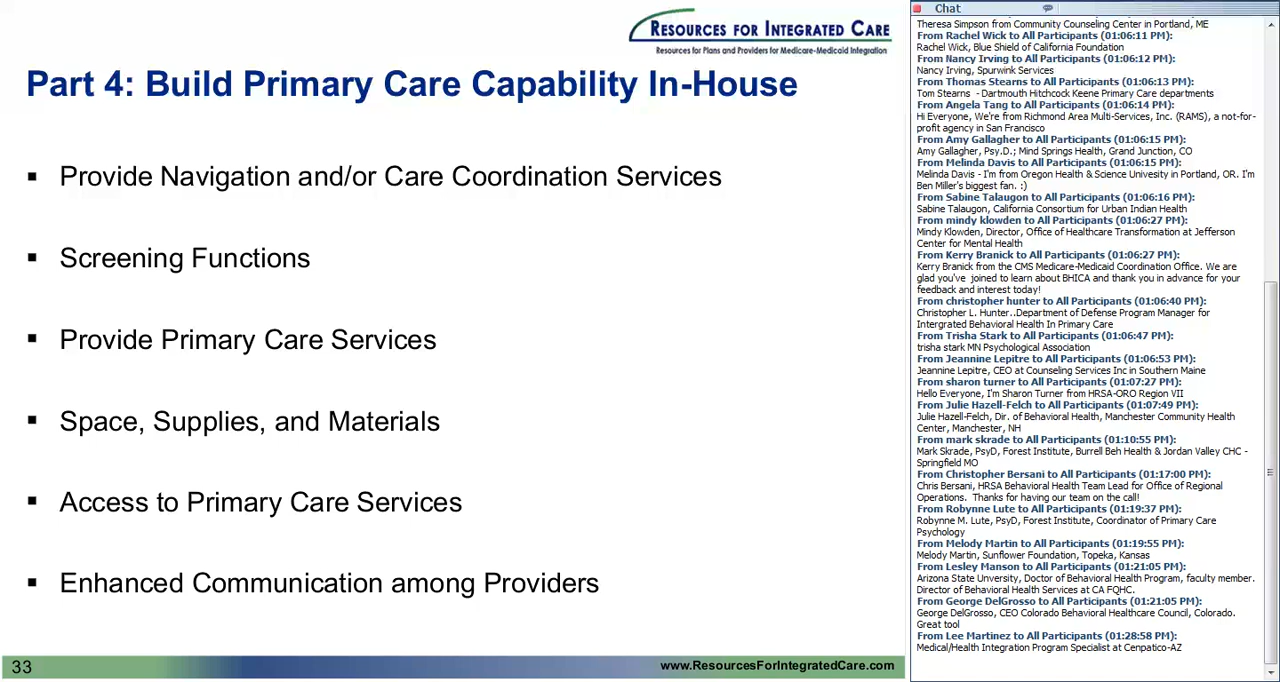 RESOURCES FOR INTEGRATED CARE
Resources for Plans and Providers for Medicare-Medicaid Integration
Part 4: Build Primary Care Capability In-House
▪ Provide Navigation and/or Care Coordination Services
▪ Screening Functions
▪ Provide Primary Care Services
▪ Space, Supplies, and Materials
▪ Access to Primary Care Services
▪ Enhanced Communication among Providers
33
www.ResourcesForIntegratedCare.com
Chat
Theresa Simpson from Community Counseling Center in Portland, ME
From Rachel Wick to All Participants (01:06:11 PM):
Rachel Wick, Blue Shield of California Foundation
From Nancy Irving to All Participants (01:06:12 PM):
Nancy Irving, Spurwink Services
From Thomas Stearns to All Participants (01:06:13 PM):
Tom Stearns - Dartmouth Hitchcock Keene Primary Care departments
From Angela Tang to All Participants (01:06:14 PM):
Hi Everyone, We're from Richmond Area Multi-Services, Inc. (RAMS), a not-for-
profit agency in San Francisco
From Amy Gallagher to All Participants (01:06:15 PM):
Amy Gallagher, Psy.D.; Mind Springs Health, Grand Junction, CO
From Melinda Davis to All Participants (01:06:15 PM):
Melinda Davis - I'm from Oregon Health & Science Univesity in Portland, OR. I'm
Ben Miller's biggest fan. :)
From Sabine Talaugon to All Participants (01:06:16 PM):
Sabine Talaugon, California Consortium for Urban Indian Health
From mindy klowden to All Participants (01:06:27 PM):
Mindy Klowden, Director, Office of Healthcare Transformation at Jefferson
Center for Mental Health
From Kerry Branick to All Participants (01:06:27 PM):
Kerry Branick from the CMS Medicare-Medicaid Coordination Office. We are
glad you've joined to learn about BHICA and thank you in advance for your
feedback and interest today!
From christopher hunter to All Participants (01:06:40 PM):
Christopher L. Hunter..Department of Defense Program Manager for
Intergrated Behavioral Health In Primary Care
From Trisha Stark to All Participants (01:06:47 PM):
trisha stark MN Psychological Association
From Jeannine Lepitre to All Participants (01:06:53 PM):
Jeannine Lepitre, CEO at Counseling Services Inc in Southern Maine
From sharon turner to All Participants (01:07:27 PM):
Hello Everyone, I'm Sharon Turner from HRSA-ORO Region VII
From Julie Hazell-Felch to All Participants (01:07:49 PM):
Julie Hazell-Felch, Dir. of Behavioral Health, Manchester Community Health
Center, Manchester, NH
From mark skrade to All Participants (01:10:55 PM):
Mark Skrade, PsyD, Forest Institute, Burrell Beh Health & Jordan Valley CHC -
Springfield MO
From Christopher Bersani to All Participants (01:17:00 PM):
Chris Bersani, HRSA Behavioral Health Team Lead for Office of Regional
Operations. Thanks for having our team on the call!
From Robynne Lute to All Participants (01:19:37 PM):
Robynne M. Lute, PsyD, Forest Institute, Coordinator of Primary Care
Psychology
From Melody Martin to All Participants (01:19:55 PM):
Melody Martin, Sunflower Foundation, Topeka, Kansas
From Lesley Manson to All Participants (01:21:05 PM):
Arizona State Unversity, Doctor of Behavioral Health Program, faculty member.
Director of Behavioral Health Services at CA FQHC.
From George DelGrosso to All Participants (01:21:05 PM):
George DelGrosso, CEO Colorado Behavioral Healthcare Council, Colorado.
Great tool
From Lee Martinez to All Participants (01:28:58 PM):
Medical/Health Integration Program Specialist at Cenpatico-AZ